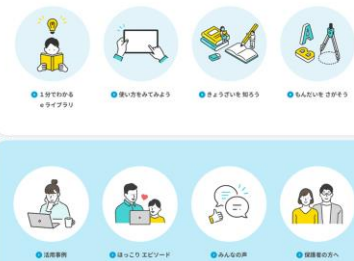 1分でわかる
eライブラリ
使い方をみてみよう
きょうざいを 知ろう
もんだいを さがそう
活用事例
ほっこり エピソード
みんなの声
保護者の方へ